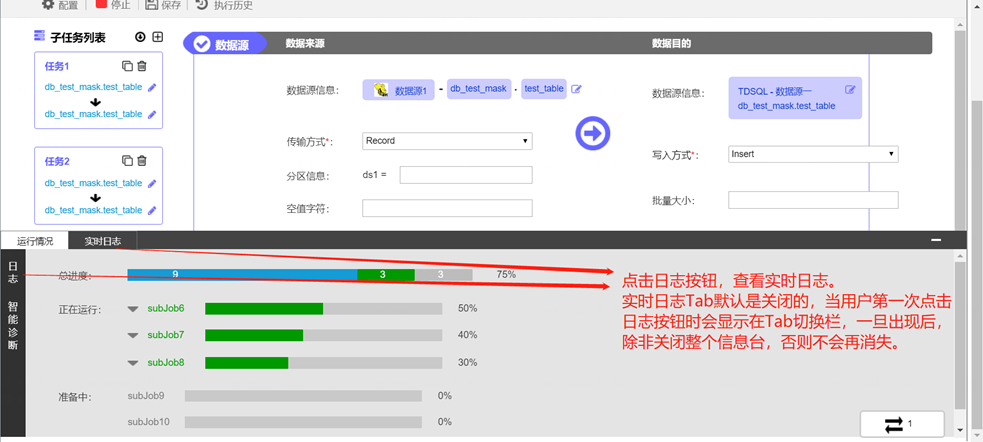 配置 停止 保存 执行历史
子任务列表
数据源 数据来源 数据目的
任务1
db_test_mask.test_table
db_test_mask.test_table
数据源信息: 数据源1 - db_test_mask . test_table
数据源信息: TDSQL - 数据源一
db_test_mask.test_table
传输方式*: Record
写入方式*: Insert
任务2
db_test_mask.test_table
db_test_mask.test_table
分区信息: ds1 =
空值字符:
批量大小:
运行情况 实时日志
日志
智能诊断
总进度: 9 3 3 75%
正在运行: subJob6 50%
subJob7 40%
subJob8 30%
准备中: subJob9 0%
subJob10 0%
点击日志按钮，查看实时日志。
实时日志Tab默认是关闭的，当用户第一次点击
日志按钮时会显示在Tab切换栏，一旦出现后，
除非关闭整个信息台，否则不会再消失。
1